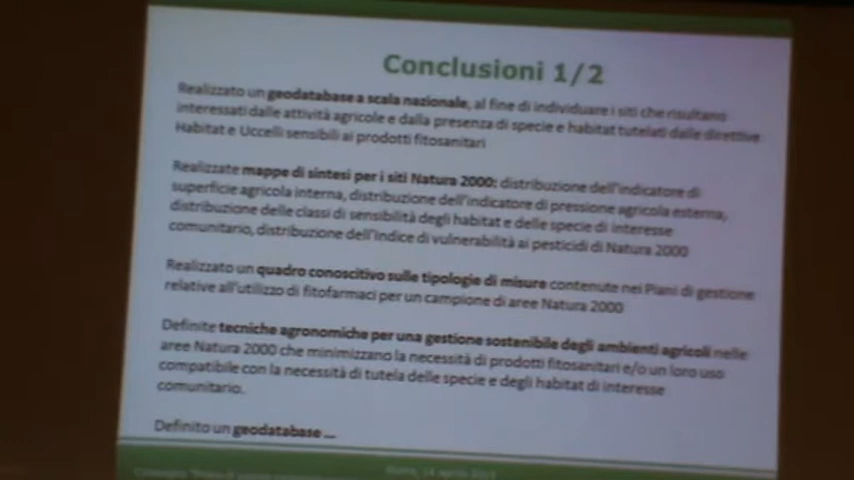 Conclusioni 1/2
Realizzato un geodatabase a scala nazionale, al fine di individuare i siti che risultano
interessati dalle attività agricole e dalla presenza di specie e habitat tutelati dalle direttive
Habitat e Uccelli sensibili ai prodotti fitosanitari
Realizzate mappe di sintesi per i siti Natura 2000: distribuzione dell'indicatore di
superficie agricola interna, distribuzione dell'indicatore di pressione agricola esterna,
distribuzione delle classi di sensibilità degli habitat e delle specie di interesse
comunitario, distribuzione dell'Indice di vulnerabilità ai pesticidi di Natura 2000
Realizzato un quadro conoscitivo sulle tipologie di misure contenute nei Piani di gestione
relative all'utilizzo di fitofarmaci per un campione di aree Natura 2000
Definite tecniche agronomiche per una gestione sostenibile degli ambienti agricoli nelle
aree Natura 2000 che minimizzano la necessità di prodotti fitosanitari e/o un loro uso
compatibile con la necessità di tutela delle specie e degli habitat di interesse
comunitario.
Definito un geodatabase ...